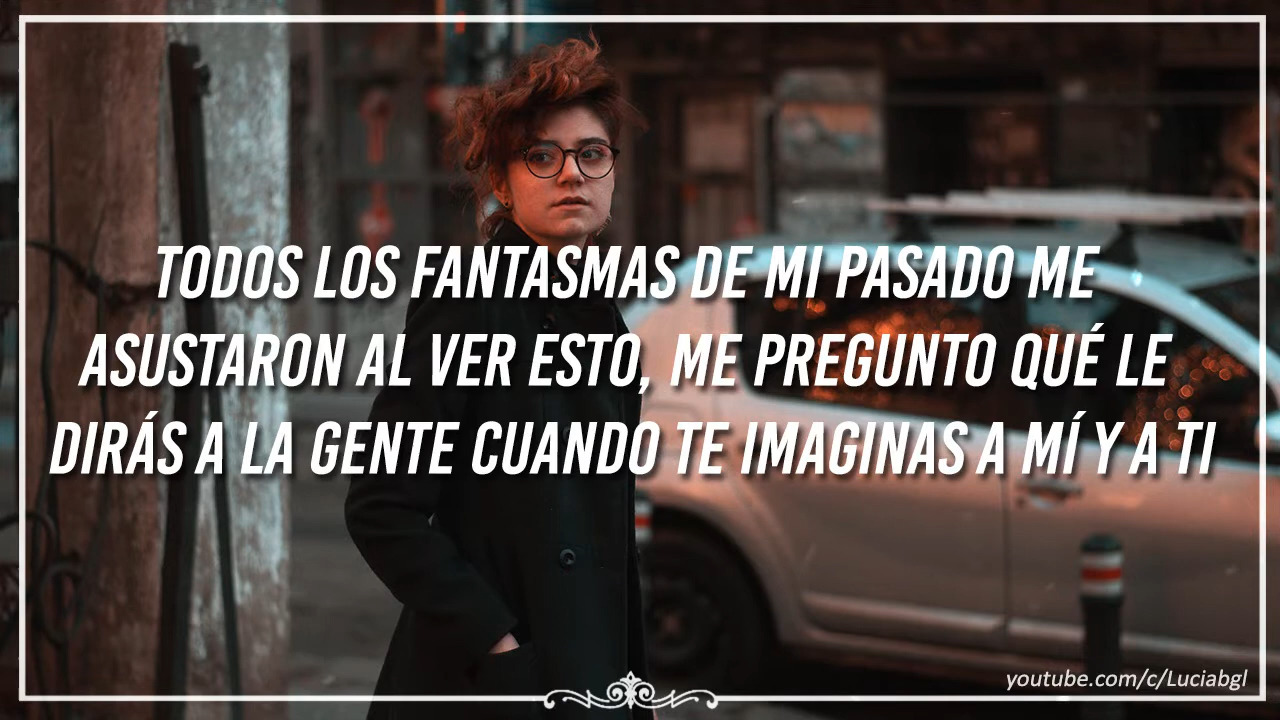 TODOS LOS FANTASMAS DE MI PASADO ME
ASUSTARON AL VER ESTO, ME PREGUNTO QUÉ LE
DIRÁS A LA GENTE CUANDO TE IMAGINAS A MÍ Y A TI
youtube.com/c/Luciabgl